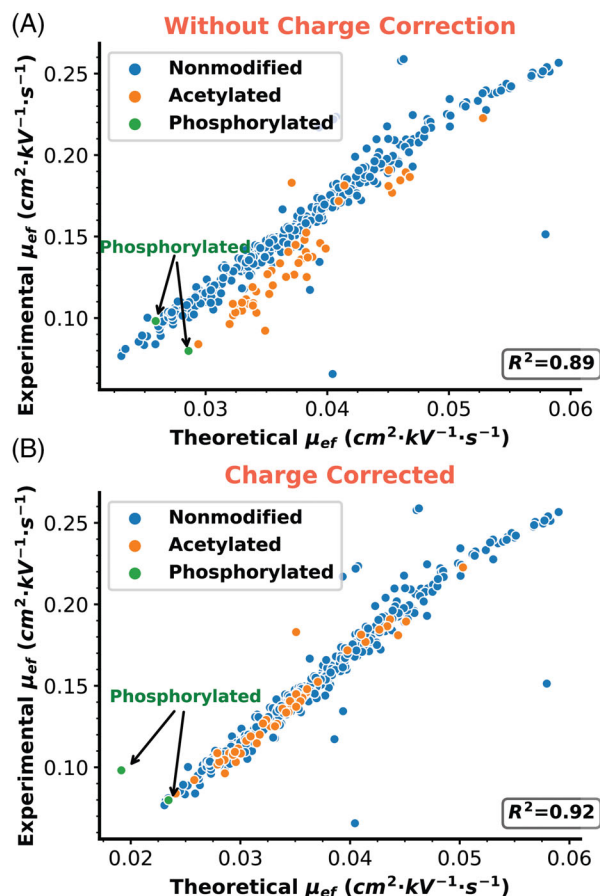 (A)
Without Charge Correction
Nonmodified
Acetylated
Phosphorylated
Phosphorylated
R²=0.89
0.25
0.20
0.15
0.10
Experimental μef (cm²·kV⁻¹·s⁻¹)
0.03 0.04 0.05 0.06
Theoretical μef (cm²·kV⁻¹·s⁻¹)
(B)
Charge Corrected
Nonmodified
Acetylated
Phosphorylated
Phosphorylated
R²=0.92
0.25
0.20
0.15
0.10
Experimental μef (cm²·kV⁻¹·s⁻¹)
0.02 0.03 0.04 0.05 0.06
Theoretical μef (cm²·kV⁻¹·s⁻¹)